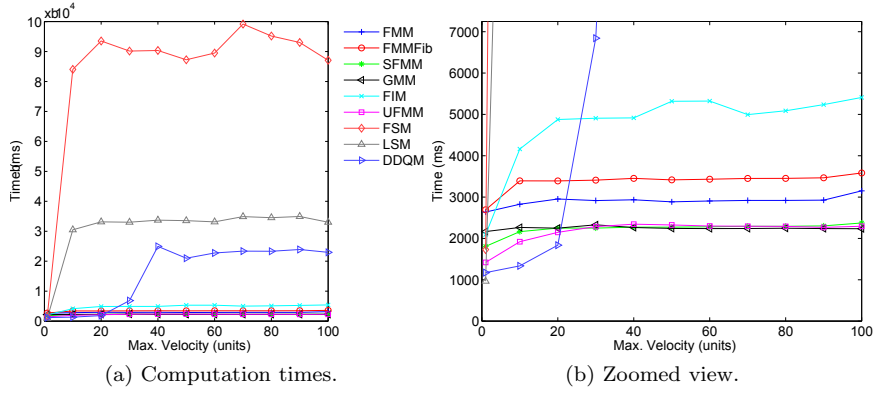 x 10^4
10
9
8
7
6
5
4
3
2
1
0
Time (ms)
0 20 40 60 80 100
Max. Velocity (units)
FMM
FMMFib
SFMM
GMM
FIM
UFMM
FSM
LSM
DDQM
7000
6000
5000
4000
3000
2000
1000
0
Time (ms)
0 20 40 60 80 100
Max. Velocity (units)
(a) Computation times.
(b) Zoomed view.